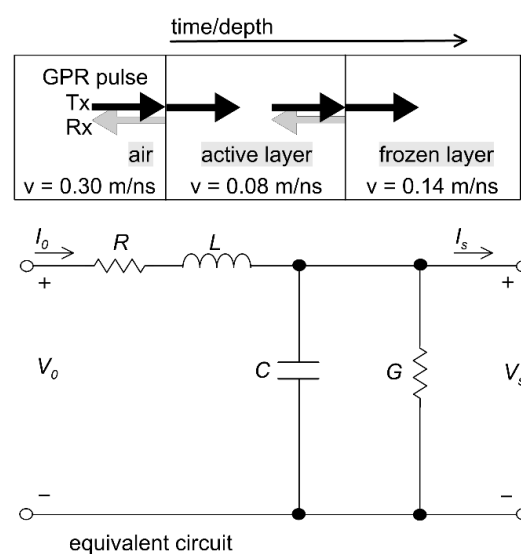 time/depth
GPR pulse
Tx
Rx
air
active layer
frozen layer
v = 0.30 m/ns
v = 0.08 m/ns
v = 0.14 m/ns
I0 R L Is
+ +
V0 C G Vs
− −
equivalent circuit